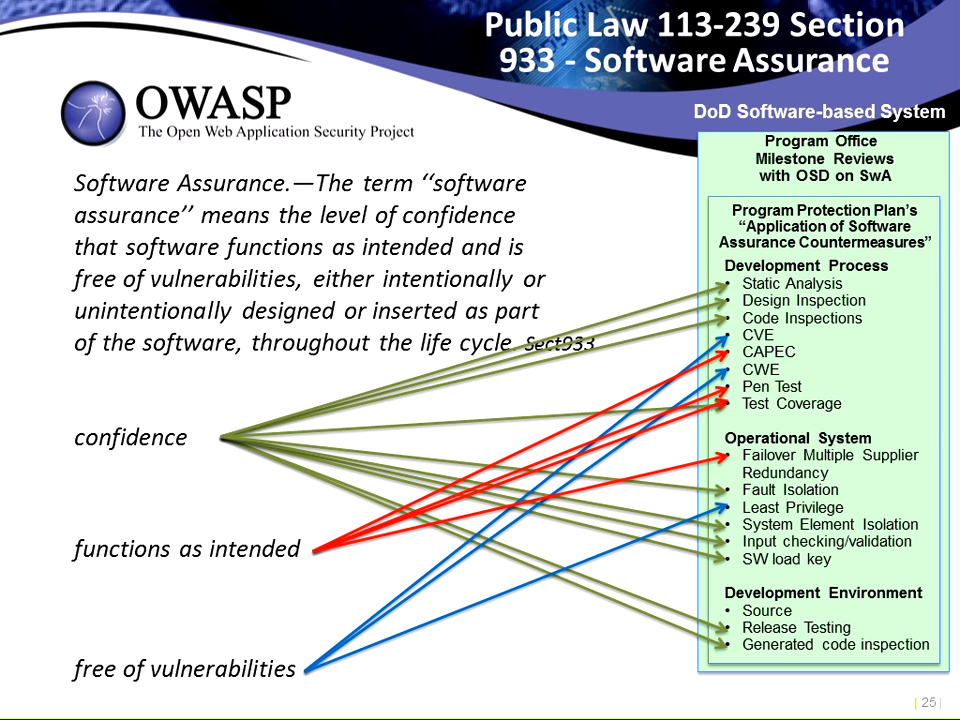 Public Law 113-239 Section
933 - Software Assurance
OWASP
The Open Web Application Security Project
DoD Software-based System
Program Office
Milestone Reviews
with OSD on SwA
Software Assurance.—The term ‘‘software
assurance’’ means the level of confidence
that software functions as intended and is
free of vulnerabilities, either intentionally or
unintentionally designed or inserted as part
of the software, throughout the life cycle. Sect933
confidence
functions as intended
free of vulnerabilities
Program Protection Plan’s
“Application of Software
Assurance Countermeasures”
Development Process
• Static Analysis
• Design Inspection
• Code Inspections
• CVE
• CAPEC
• CWE
• Pen Test
• Test Coverage
Operational System
• Failover Multiple Supplier
Redundancy
• Fault Isolation
• Least Privilege
• System Element Isolation
• Input checking/validation
• SW load key
Development Environment
• Source
• Release Testing
• Generated code inspection
| 25 |